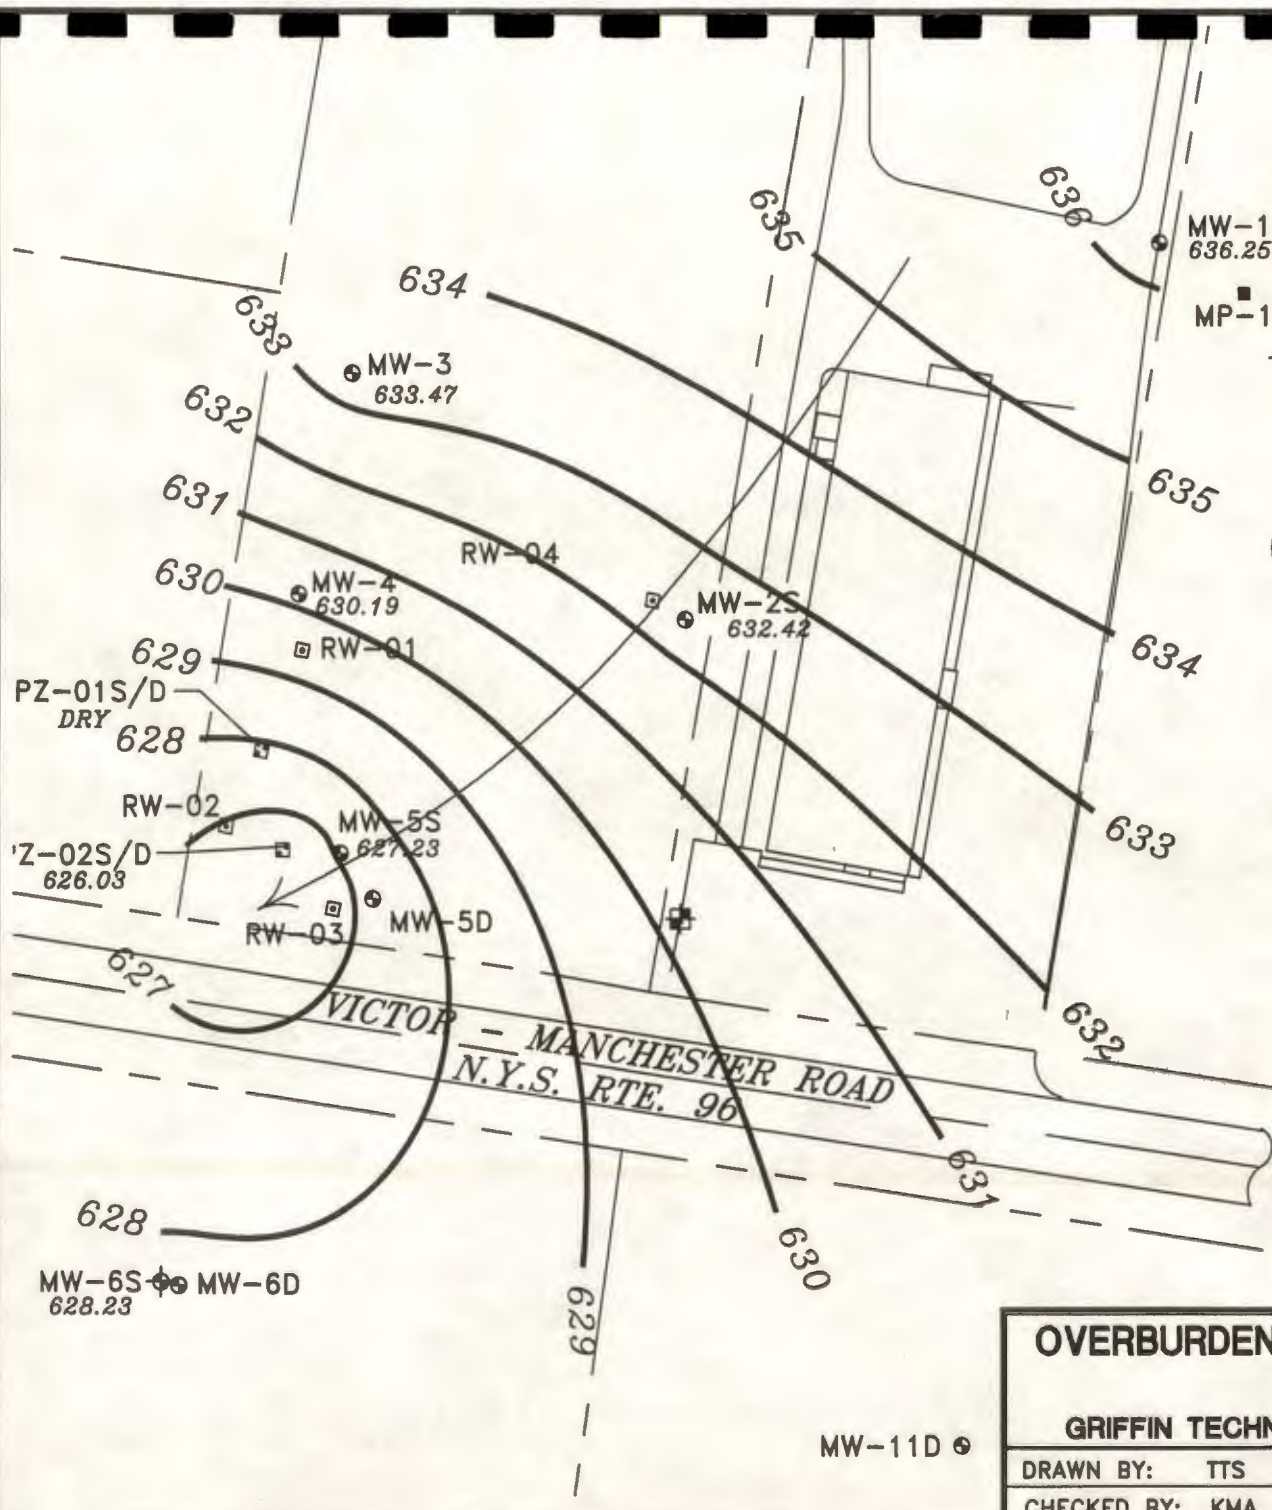 636
MW-1
636.25
MP-1
635
634
633
MW-3
633.47
632
631
635
RW-04
630
MW-4
630.19
MW-2S
632.42
RW-01
629
634
PZ-01S/D
DRY
628
RW-02
MW-5S
627.23
633
'Z-02S/D
626.03
RW-03
MW-5D
627
VICTOR - MANCHESTER ROAD
N.Y.S. RTE. 96
632
631
628
630
MW-6S
628.23
MW-6D
629
OVERBURDEN
GRIFFIN TECHN
MW-11D
DRAWN BY: TTS
CHECKED BY: KMA